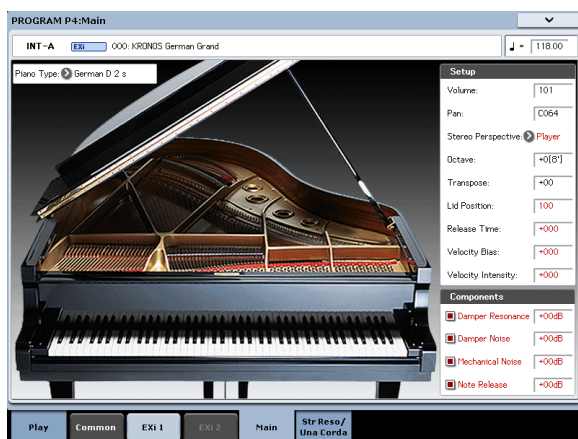 PROGRAM P4:Main
INT-A EXi 000: KRONOS German Grand ♩ = 118.00
Piano Type: German D 2 s
Setup
Volume: 101
Pan: C064
Stereo Perspective: Player
Octave: +0[8']
Transpose: +00
Lid Position: 100
Release Time: +000
Velocity Bias: +000
Velocity Intensity: +000
Components
Damper Resonance +00dB
Damper Noise +00dB
Mechanical Noise +00dB
Note Release +00dB
Play Common EXi 1 EXi 2 Main Str Reso/
Una Corda